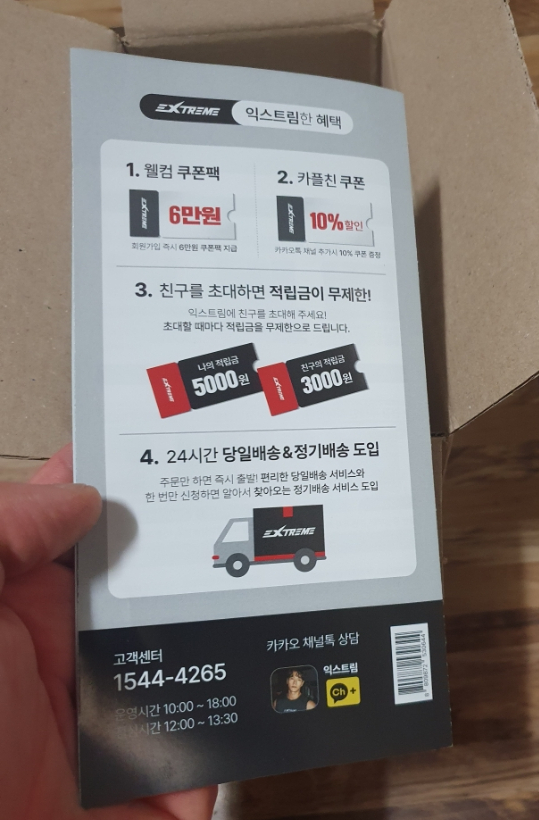 EXTREME 익스트림한 혜택
1. 웰컴 쿠폰팩
EXTREME 6만원
회원가입 즉시 6만원 쿠폰팩 지급
2. 카플친 쿠폰
EXTREME 10%할인
카카오톡 채널 추가시 10% 쿠폰 증정
3. 친구를 초대하면 적립금이 무제한!
익스트림에 친구를 초대해 주세요!
초대할 때마다 적립금을 무제한으로 드립니다.
EXTREME 나의 적립금
5000원
EXTREME 친구의 적립금
3000원
4. 24시간 당일배송&정기배송 도입
주문만 하면 즉시 출발! 편리한 당일배송 서비스와
한 번만 신청하면 알아서 찾아오는 정기배송 서비스 도입
EXTREME
고객센터
1544-4265
운영시간 10:00 ~ 18:00
12:00 ~ 13:30
카카오 채널톡 상담
익스트림
Ch+